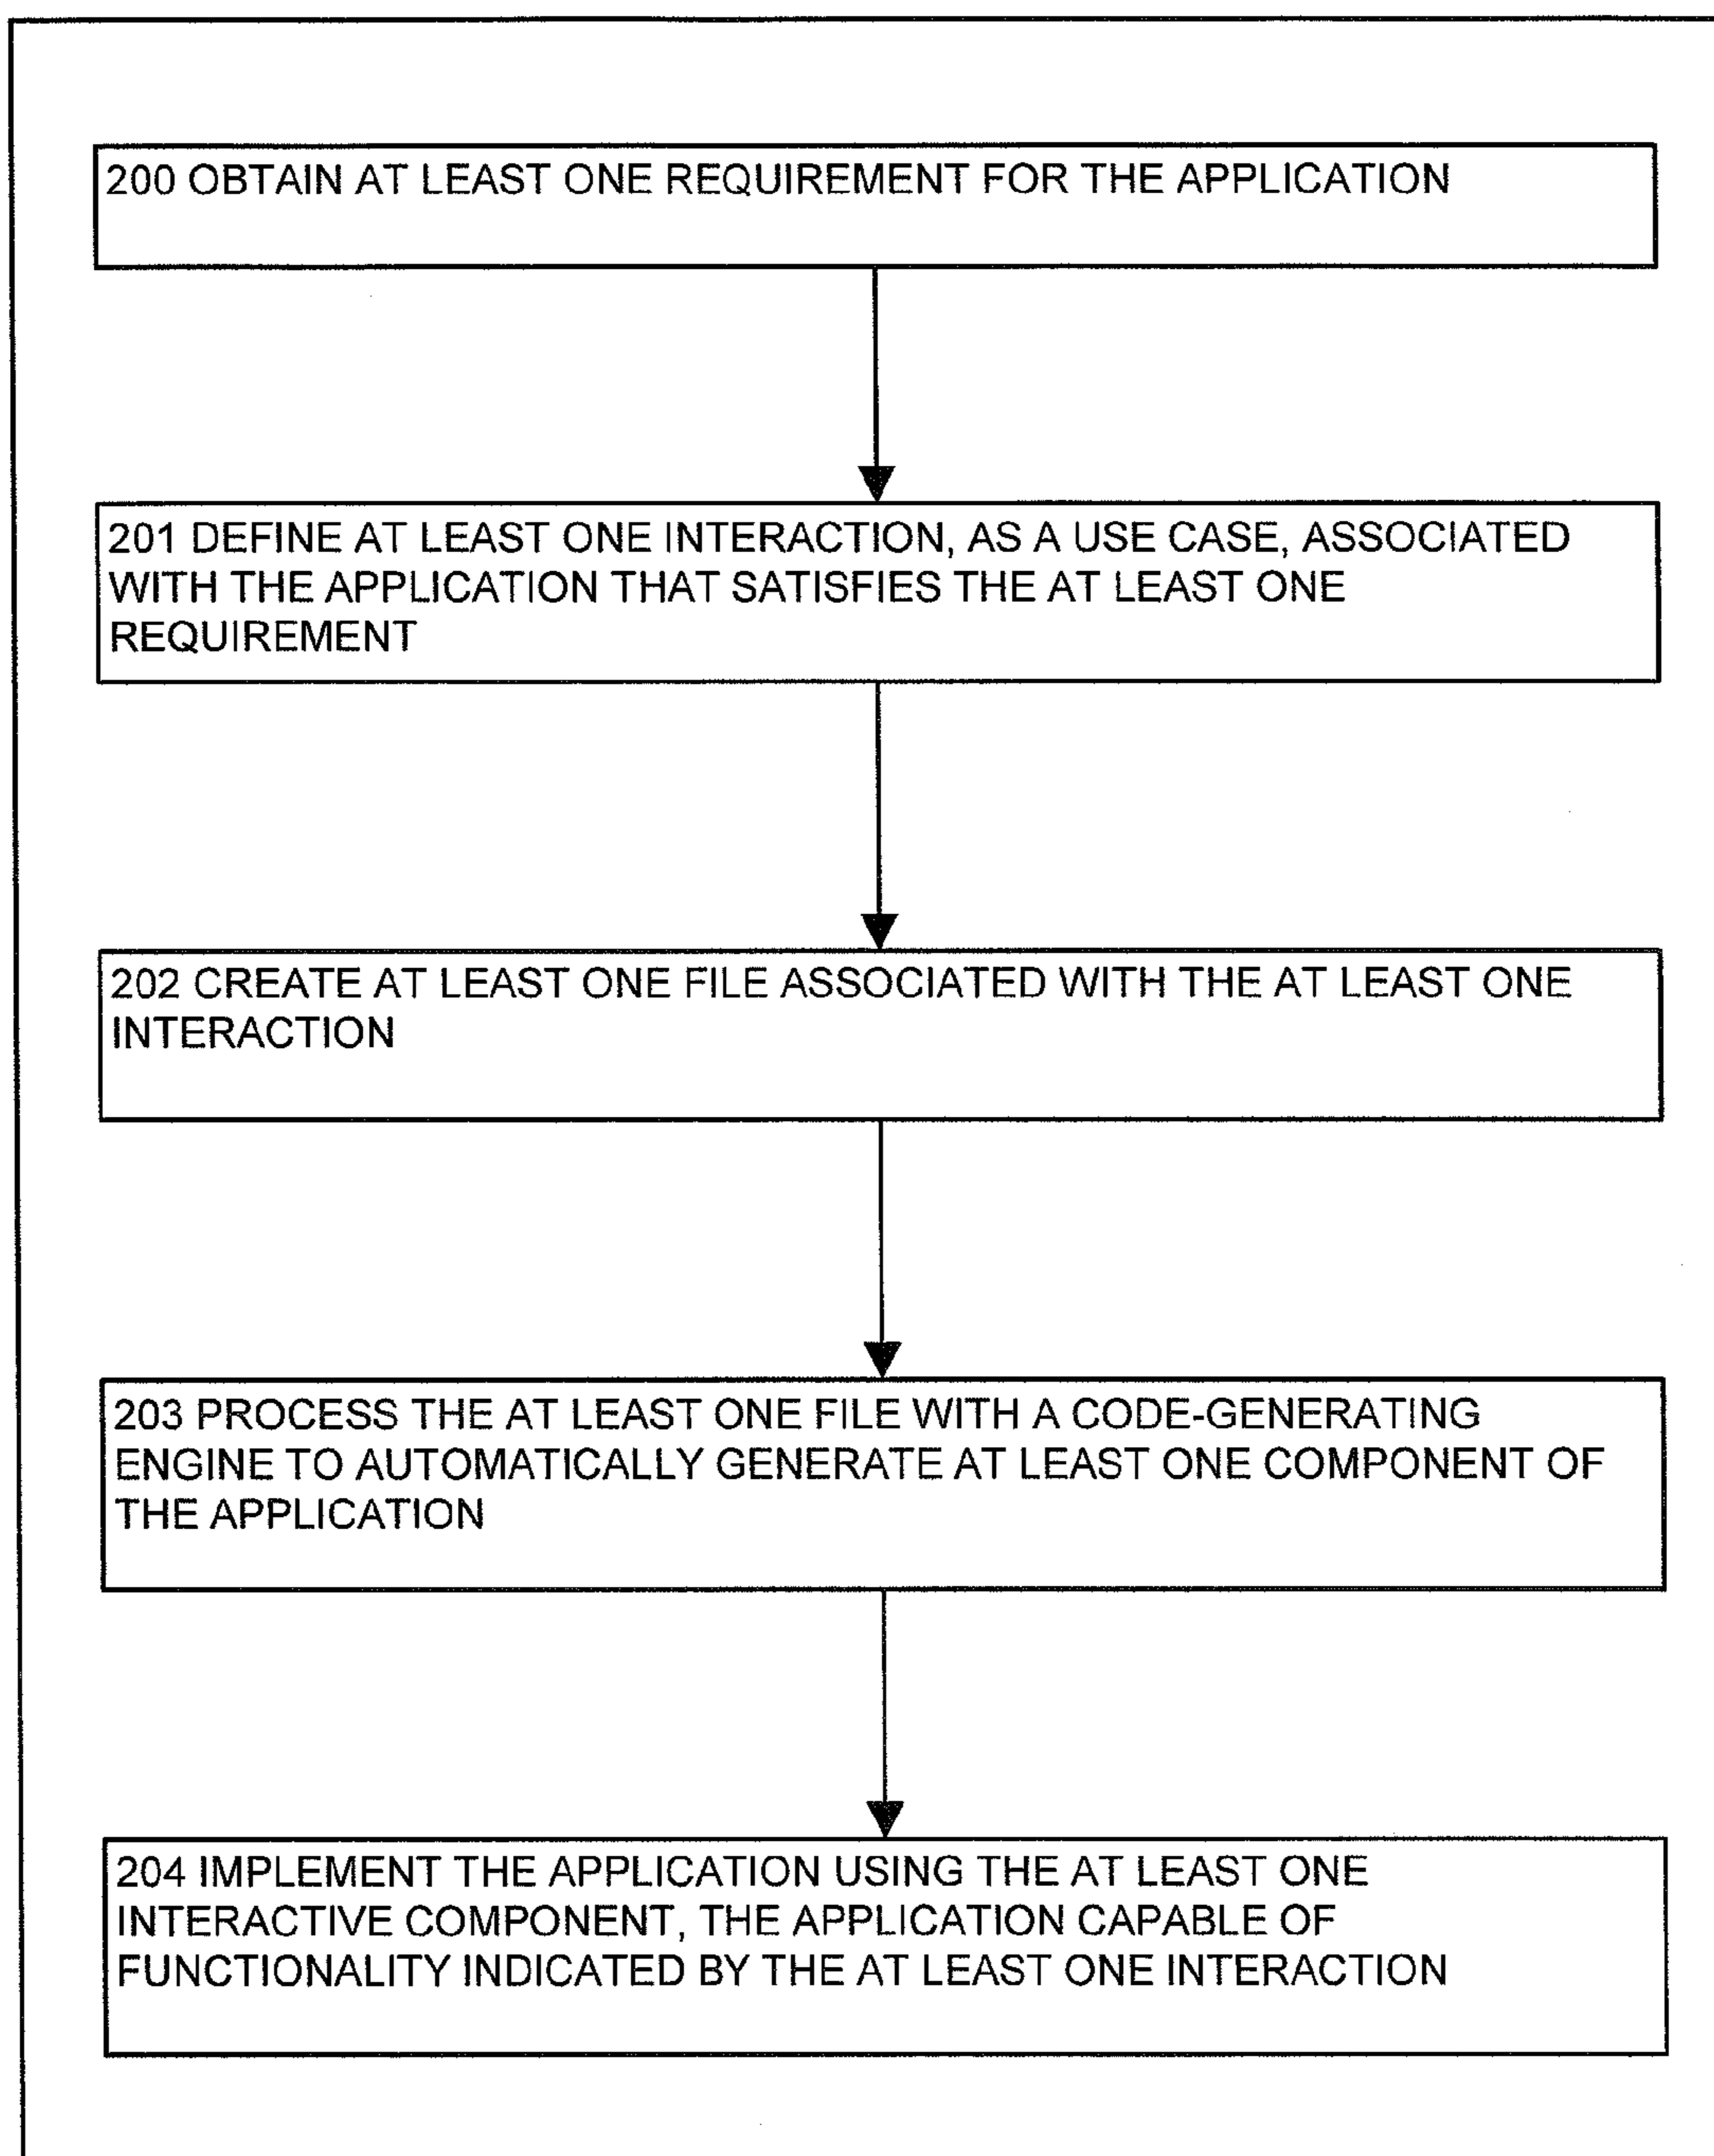 200 OBTAIN AT LEAST ONE REQUIREMENT FOR THE APPLICATION
201 DEFINE AT LEAST ONE INTERACTION, AS A USE CASE, ASSOCIATED
WITH THE APPLICATION THAT SATISFIES THE AT LEAST ONE
REQUIREMENT
202 CREATE AT LEAST ONE FILE ASSOCIATED WITH THE AT LEAST ONE
INTERACTION
203 PROCESS THE AT LEAST ONE FILE WITH A CODE-GENERATING
ENGINE TO AUTOMATICALLY GENERATE AT LEAST ONE COMPONENT OF
THE APPLICATION
204 IMPLEMENT THE APPLICATION USING THE AT LEAST ONE
INTERACTIVE COMPONENT, THE APPLICATION CAPABLE OF
FUNCTIONALITY INDICATED BY THE AT LEAST ONE INTERACTION